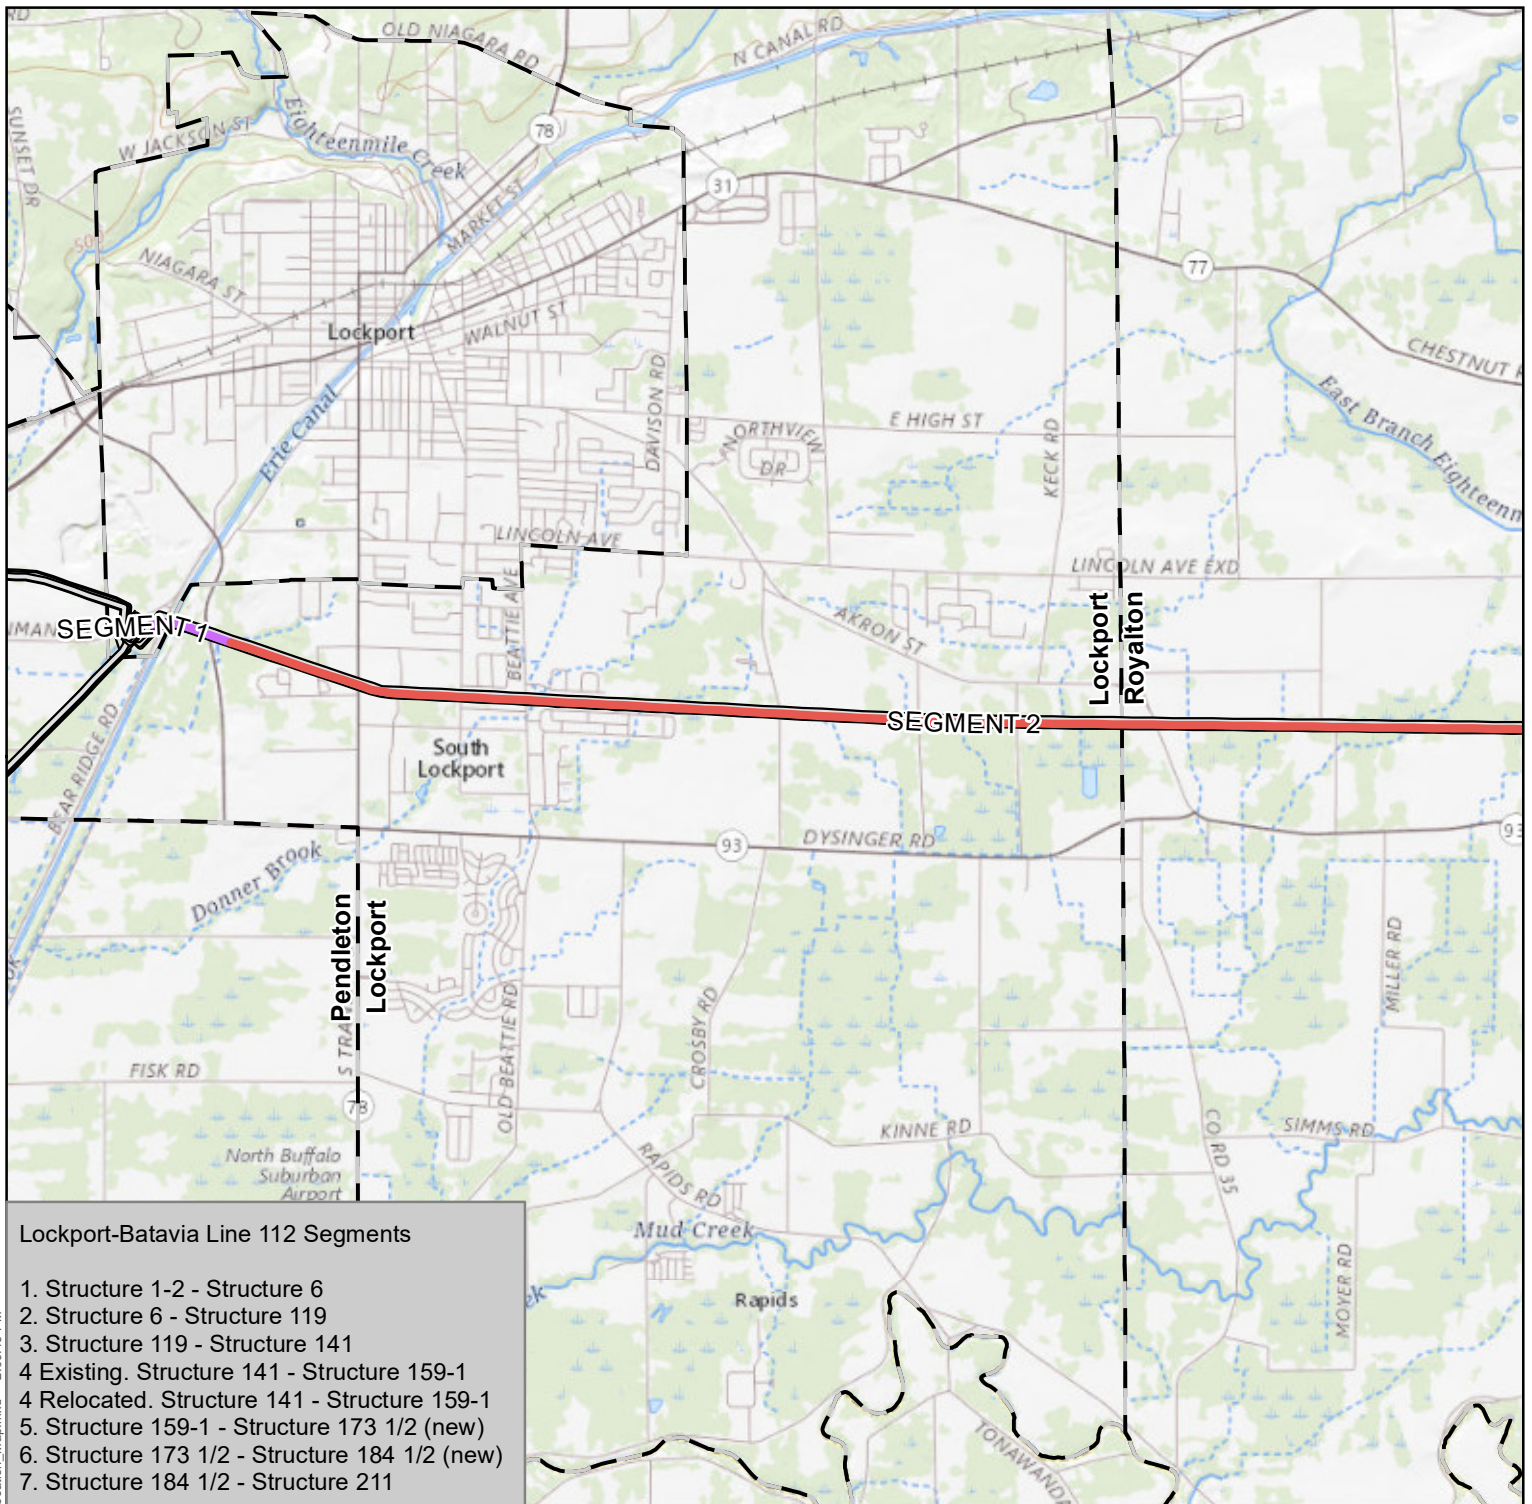 RD
OLD NIAGARA RD
N CANAL RD
SUNSET DR
W JACKSON ST
Eighteenmile Creek
78
MARKET ST
31
500
NIAGARA ST
77
Lockport
WALNUT ST
CHESTNUT
DAVISON RD
East Branch Eighteenm
Erie Canal
NORTHVIEW
DR
E HIGH ST
KECK RD
LINCOLN AVE
LINCOLN AVE EXD
BEATTIE AVE
AKRON ST
Lockport
Royalton
SEGMENT 1
SEGMENT 2
BEAR RIDGE RD
South
Lockport
93
DYSINGER RD
93
Donner Brook
Pendleton
Lockport
OLD BEATTIE RD
CROSBY RD
MILLER RD
S TRA
FISK RD
78
KINNE RD
CO RD 35
SIMMS RD
North Buffalo
Suburban
Airport
RAPIDS RD
Mud Creek
Rapids
MOYER RD
TONAWANDA
Lockport-Batavia Line 112 Segments
1. Structure 1-2 - Structure 6
2. Structure 6 - Structure 119
3. Structure 119 - Structure 141
4 Existing. Structure 141 - Structure 159-1
4 Relocated. Structure 141 - Structure 159-1
5. Structure 159-1 - Structure 173 1/2 (new)
6. Structure 173 1/2 - Structure 184 1/2 (new)
7. Structure 184 1/2 - Structure 211